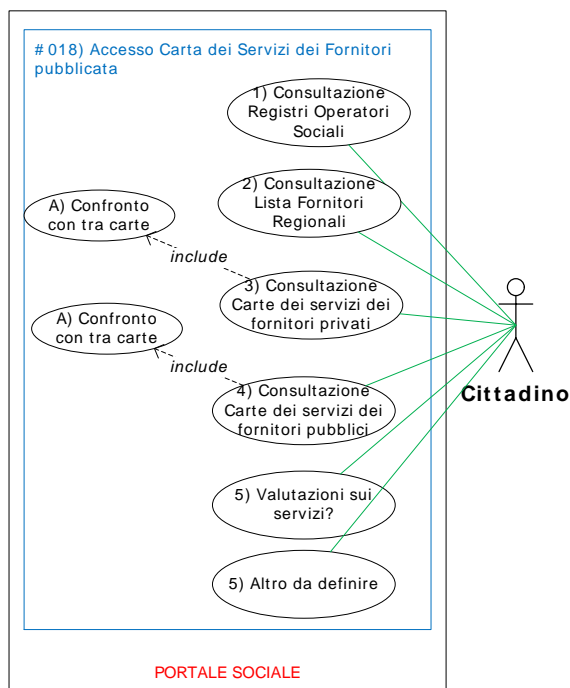 # 018) Accesso Carta dei Servizi dei Fornitori
pubblicata
1) Consultazione
Registri Operatori
Sociali
2) Consultazione
Lista Fornitori
Regionali
A) Confronto
con tra carte
include
3) Consultazione
Carte dei servizi dei
fornitori privati
A) Confronto
con tra carte
include
4) Consultazione
Carte dei servizi dei
fornitori pubblici
Cittadino
5) Valutazioni sui
servizi?
5) Altro da definire
PORTALE SOCIALE